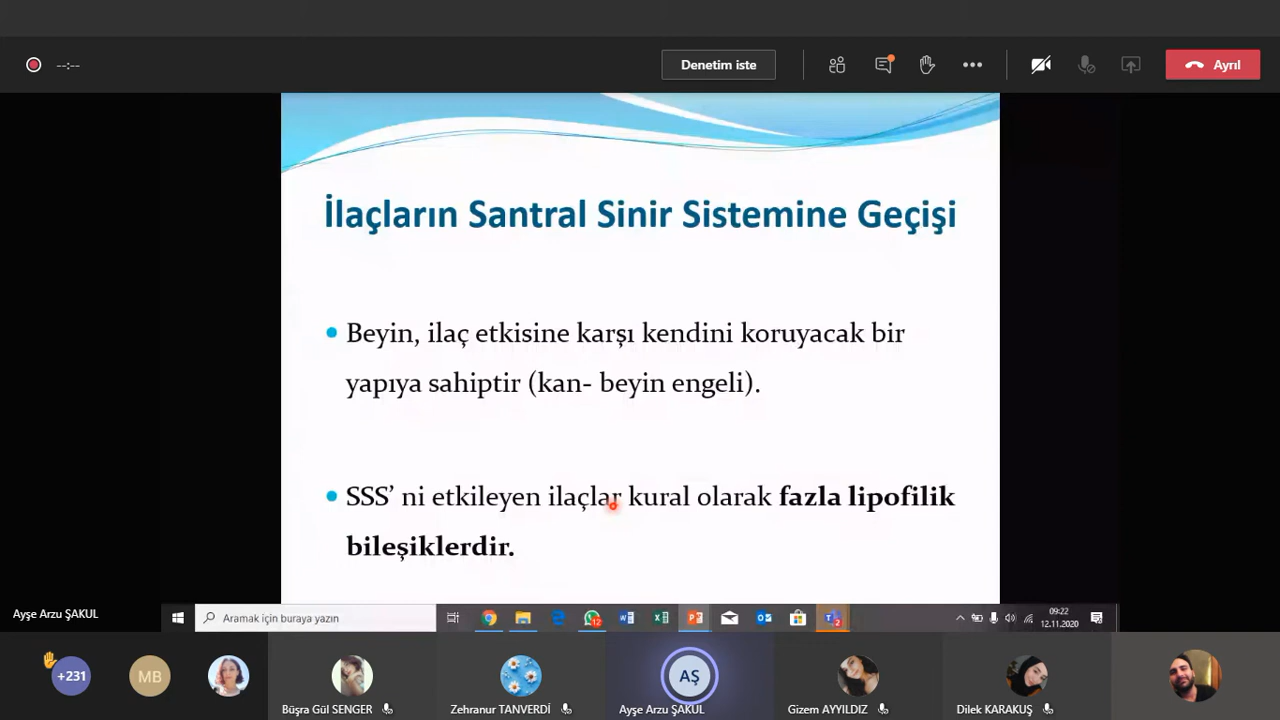 --:--
Denetim iste
Ayrıl
İlaçların Santral Sinir Sistemine Geçişi
Beyin, ilaç etkisine karşı kendini koruyacak bir
yapıya sahiptir (kan- beyin engeli).
SSS’ ni etkileyen ilaçlar kural olarak fazla lipofilik
bileşiklerdir.
Ayşe Arzu ŞAKUL
Aramak için buraya yazın
12
2
09:22
12.11.2020
+231
MB
AŞ
Büşra Gül SENGER
Zehranur TANVERDİ
Ayşe Arzu ŞAKUL
Gizem AYYILDIZ
Dilek KARAKUŞ